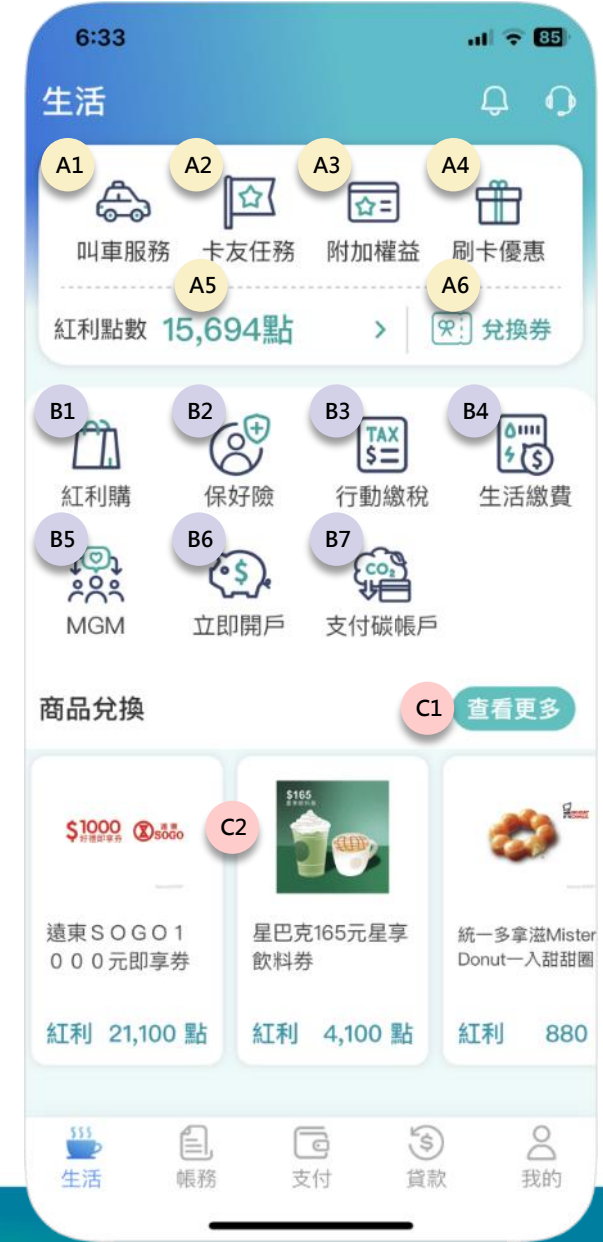 6:33 85
生活
A1 A2 A3 A4
叫車服務 卡友任務 附加權益 刷卡優惠
A5 A6
紅利點數 15,694點 > 兌換券
B1 B2 B3 B4
TAX
$ $
紅利購 保好險 行動繳稅 生活繳費
B5 B6 B7
$ CO2
MGM 立即開戶 支付碳帳戶
商品兌換 C1 查看更多
$165
$1000 遠東 SOGO C2
好禮即享券
遠東SOGO1 星巴克165元星享 統一多拿滋Mister
000元即享券 飲料券 Donut一入甜甜圈
紅利 21,100 點 紅利 4,100 點 紅利 880
$
生活 帳務 支付 貸款 我的